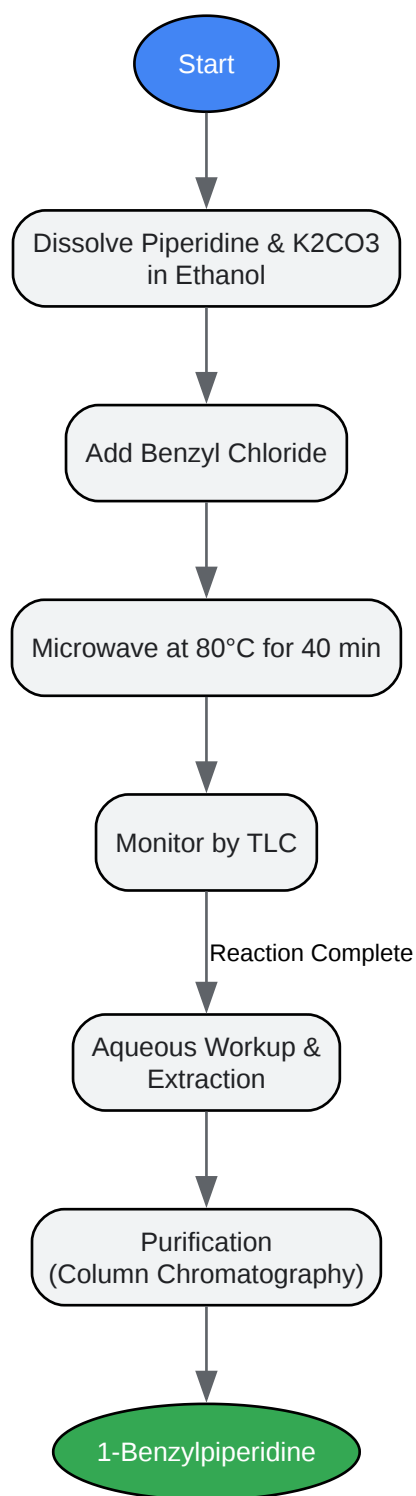 Start
Dissolve Piperidine & K2CO3
in Ethanol
Add Benzyl Chloride
Microwave at 80°C for 40 min
Monitor by TLC
Reaction Complete
Aqueous Workup &
Extraction
Purification
(Column Chromatography)
1-Benzylpiperidine